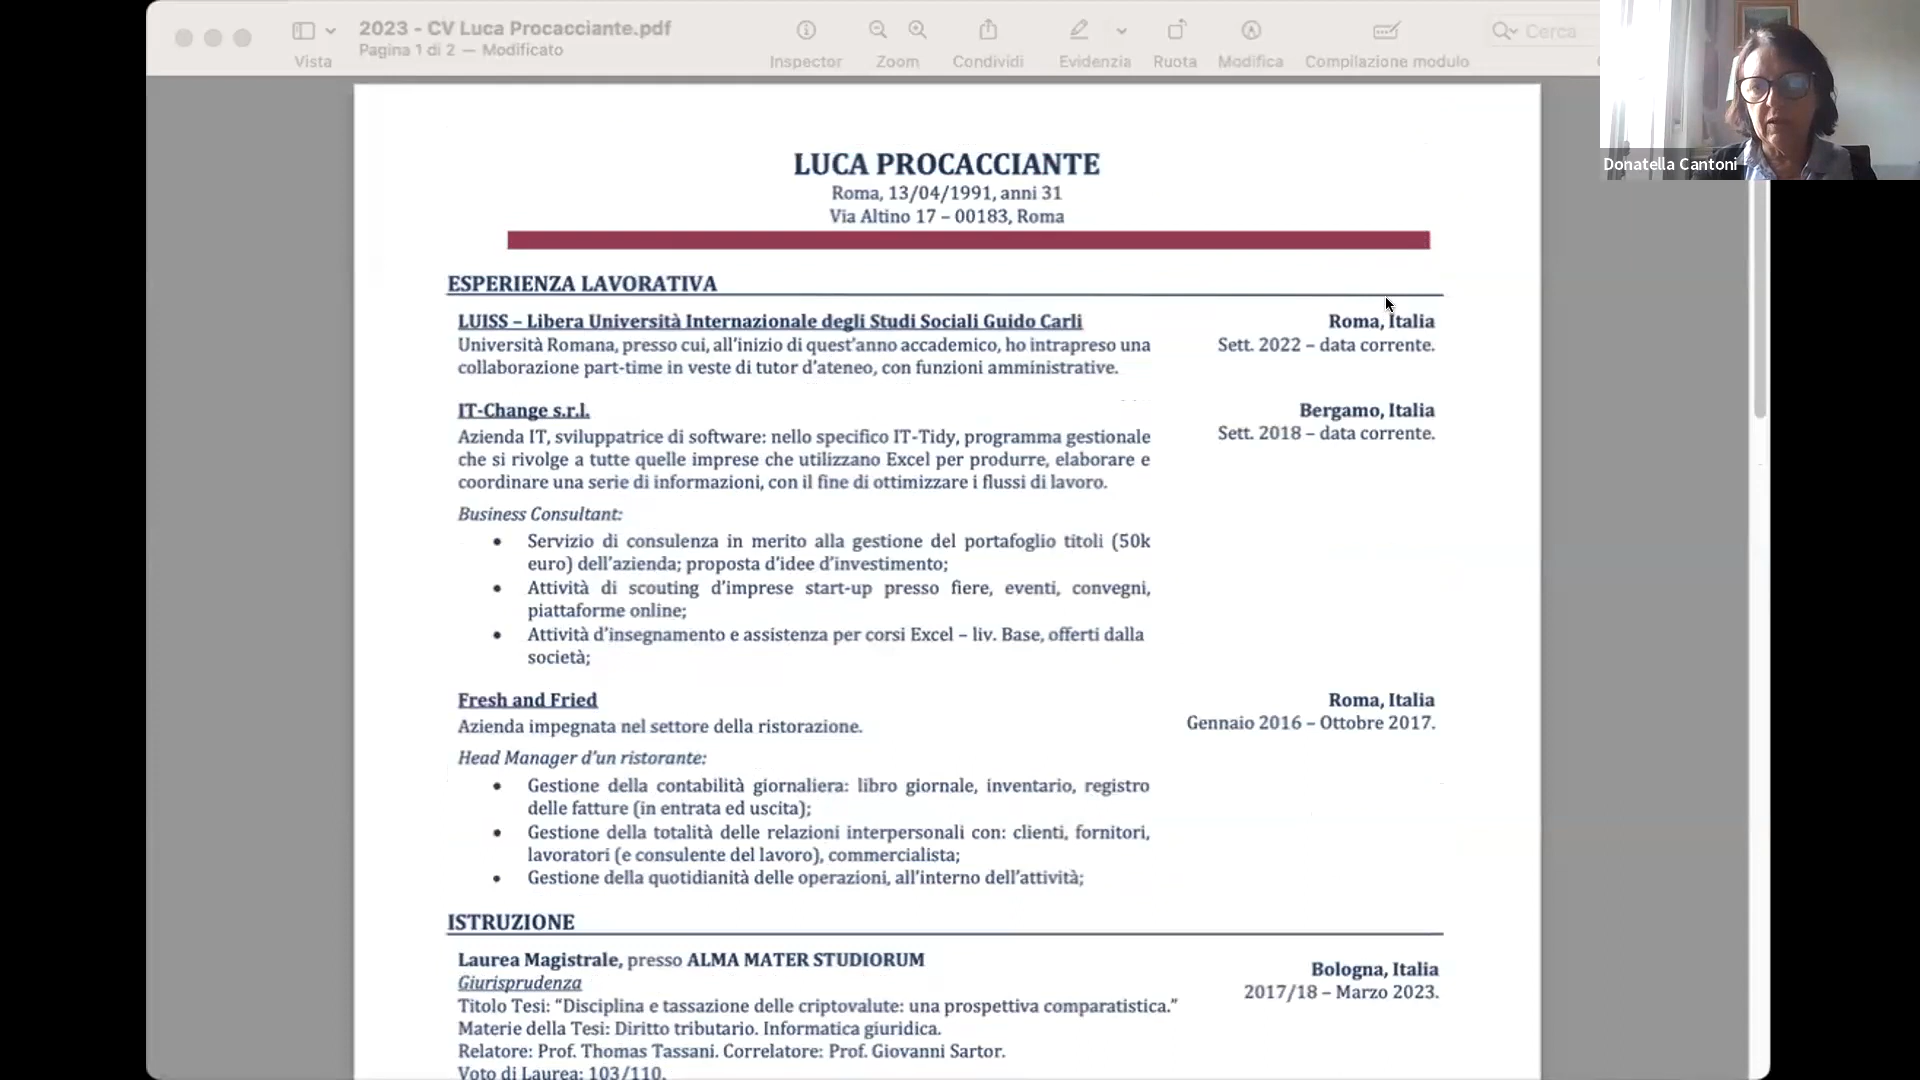 2023 - CV Luca Procacciante.pdf
Pagina 1 di 2 — Modificato
Vista
Inspector
Zoom
Condividi
Evidenzia
Ruota
Modifica
Compilazione modulo
Cerca
Donatella Cantoni
LUCA PROCACCIANTE
Roma, 13/04/1991, anni 31
Via Altino 17 – 00183, Roma
ESPERIENZA LAVORATIVA
LUISS – Libera Università Internazionale degli Studi Sociali Guido Carli
Roma, Italia
Università Romana, presso cui, all’inizio di quest’anno accademico, ho intrapreso una
Sett. 2022 – data corrente.
collaborazione part-time in veste di tutor d’ateneo, con funzioni amministrative.
IT-Change s.r.l.
Bergamo, Italia
Azienda IT, sviluppatrice di software: nello specifico IT-Tidy, programma gestionale
Sett. 2018 – data corrente.
che si rivolge a tutte quelle imprese che utilizzano Excel per produrre, elaborare e
coordinare una serie di informazioni, con il fine di ottimizzare i flussi di lavoro.
Business Consultant:
• Servizio di consulenza in merito alla gestione del portafoglio titoli (50k
euro) dell’azienda; proposta d’idee d’investimento;
• Attività di scouting d’imprese start-up presso fiere, eventi, convegni,
piattaforme online;
• Attività d’insegnamento e assistenza per corsi Excel – liv. Base, offerti dalla
società;
Fresh and Fried
Roma, Italia
Azienda impegnata nel settore della ristorazione.
Gennaio 2016 – Ottobre 2017.
Head Manager d’un ristorante:
• Gestione della contabilità giornaliera: libro giornale, inventario, registro
delle fatture (in entrata ed uscita);
• Gestione della totalità delle relazioni interpersonali con: clienti, fornitori,
lavoratori (e consulente del lavoro), commercialista;
• Gestione della quotidianità delle operazioni, all’interno dell’attività;
ISTRUZIONE
Laurea Magistrale, presso ALMA MATER STUDIORUM
Bologna, Italia
Giurisprudenza
2017/18 – Marzo 2023.
Titolo Tesi: “Disciplina e tassazione delle criptovalute: una prospettiva comparatistica.”
Materie della Tesi: Diritto tributario. Informatica giuridica.
Relatore: Prof. Thomas Tassani. Correlatore: Prof. Giovanni Sartor.
Voto di Laurea: 103/110.